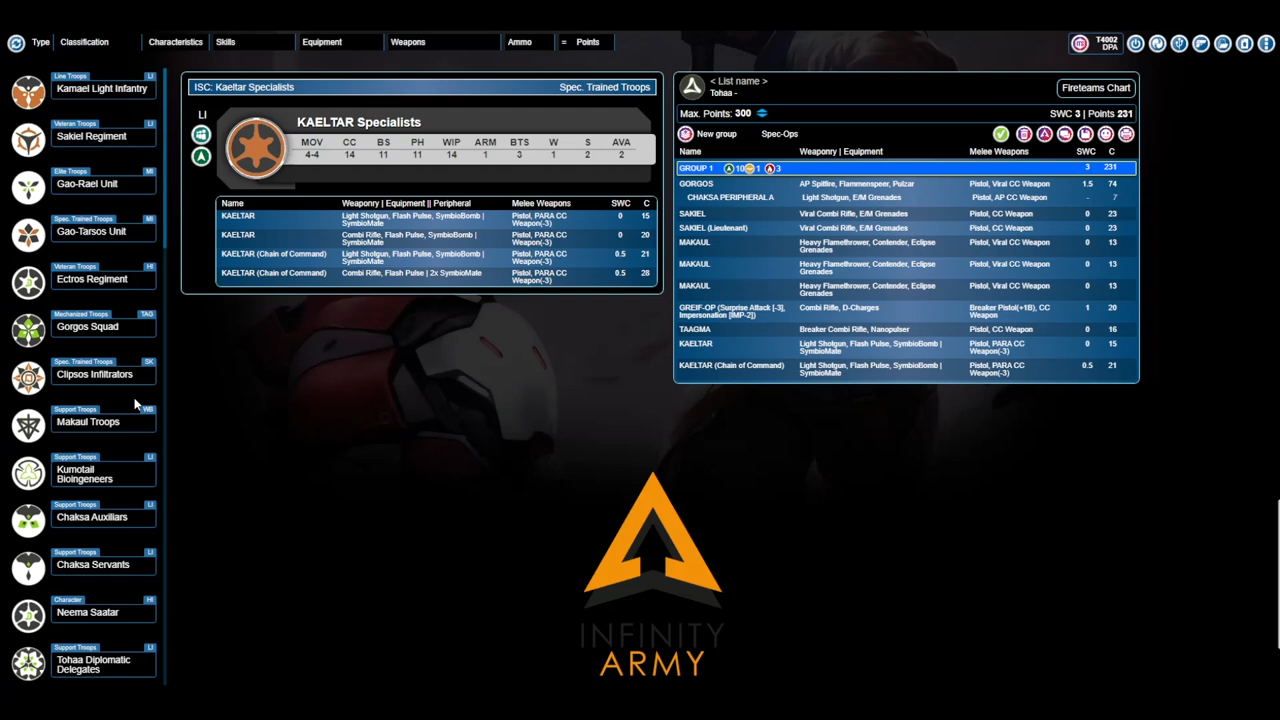 Type Classification Characteristics Skills Equipment Weapons Ammo = Points
T4002
DPA
Line Troops LI
Kamael Light Infantry
Veteran Troops LI
Sakiel Regiment
Elite Troops MI
Gao-Rael Unit
Spec. Trained Troops MI
Gao-Tarsos Unit
Veteran Troops HI
Ectros Regiment
Mechanized Troops TAG
Gorgos Squad
Spec. Trained Troops SK
Clipsos Infiltrators
Support Troops WB
Makaul Troops
Support Troops LI
Kumotail
Bioingeneers
Support Troops LI
Chaksa Auxiliars
Support Troops LI
Chaksa Servants
Character HI
Neema Saatar
Support Troops LI
Tohaa Diplomatic
Delegates
ISC: Kaeltar Specialists Spec. Trained Troops
LI
KAELTAR Specialists
MOV CC BS PH WIP ARM BTS W S AVA
4-4 14 11 11 14 1 3 1 2 2
Name Weaponry | Equipment || Peripheral Melee Weapons SWC C
KAELTAR Light Shotgun, Flash Pulse, SymbioBomb | Pistol, PARA CC 0 15
SymbioMate Weapon(-3)
KAELTAR Combi Rifle, Flash Pulse, SymbioBomb | Pistol, PARA CC 0 20
SymbioMate Weapon(-3)
KAELTAR (Chain of Command) Light Shotgun, Flash Pulse, SymbioBomb | Pistol, PARA CC 0.5 21
SymbioMate Weapon(-3)
KAELTAR (Chain of Command) Combi Rifle, Flash Pulse | 2x SymbioMate Pistol, PARA CC 0.5 28
Weapon(-3)
< List name >
Tohaa -
Fireteams Chart
Max. Points: 300 SWC 3 | Points 231
New group Spec-Ops
Name Weaponry | Equipment Melee Weapons SWC C
GROUP 1 10 1 3 3 231
GORGOS AP Spitfire, Flammenspeer, Pulzar Pistol, Viral CC Weapon 1.5 74
CHAKSA PERIPHERAL A Light Shotgun, E/M Grenades Pistol, AP CC Weapon - 7
SAKIEL Viral Combi Rifle, E/M Grenades Pistol, CC Weapon 0 23
SAKIEL (Lieutenant) Viral Combi Rifle, E/M Grenades Pistol, CC Weapon 0 23
MAKAUL Heavy Flamethrower, Contender, Eclipse Pistol, Viral CC Weapon 0 13
Grenades
MAKAUL Heavy Flamethrower, Contender, Eclipse Pistol, Viral CC Weapon 0 13
Grenades
MAKAUL Heavy Flamethrower, Contender, Eclipse Pistol, Viral CC Weapon 0 13
Grenades
GREIF-OP (Surprise Attack [-3], Combi Rifle, D-Charges Breaker Pistol(+1B), CC 1 20
Impersonation [IMP-2]) Weapon
TAAGMA Breaker Combi Rifle, Nanopulser Pistol, CC Weapon 0 16
KAELTAR Light Shotgun, Flash Pulse, SymbioBomb | Pistol, PARA CC 0 15
SymbioMate Weapon(-3)
KAELTAR (Chain of Command) Light Shotgun, Flash Pulse, SymbioBomb | Pistol, PARA CC 0.5 21
SymbioMate Weapon(-3)
INFINITY
ARMY